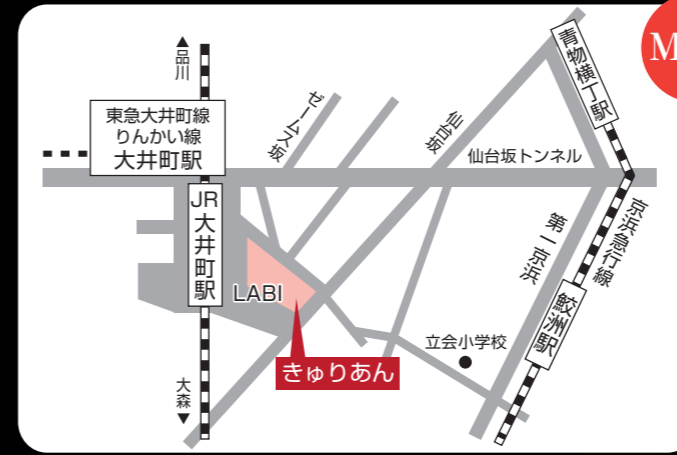 ▲品川
東急大井町線
りんかい線
大井町駅
JR大井町駅
大森▼
ゼームス坂
仙台坂
仙台坂トンネル
青物横丁駅
京浜急行線
第一京浜
鮫洲駅
立会小学校
LABI
きゅりあん
M